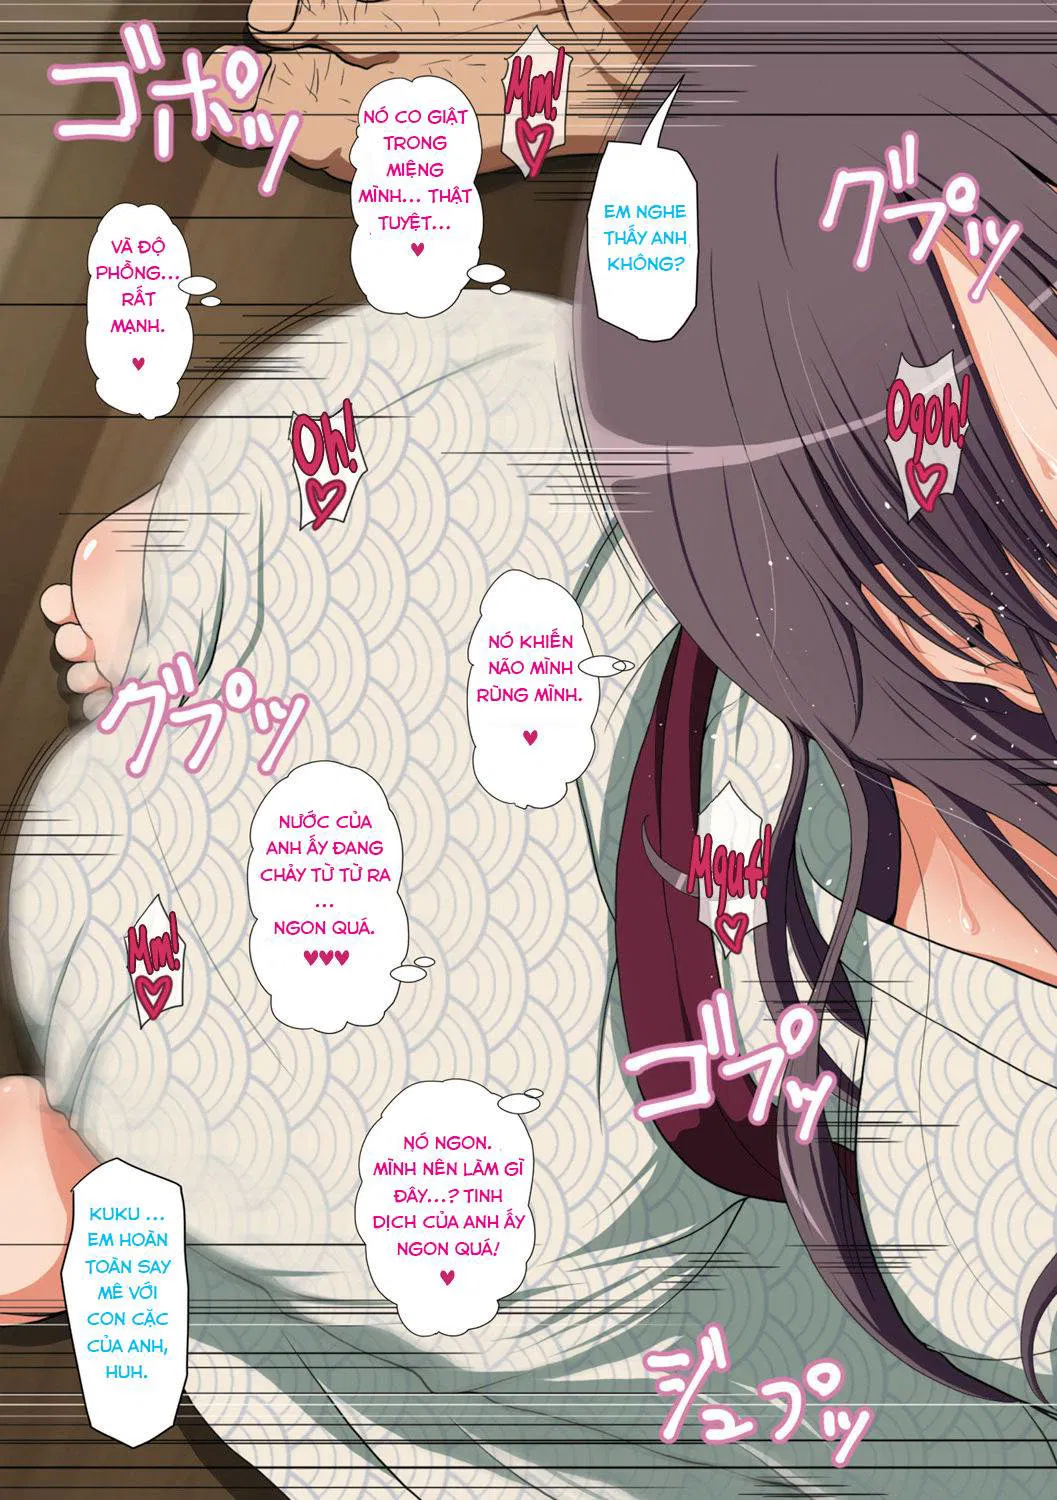 ゴポッ
Mm!
NÓ CO GIẬT
TRONG
MIỆNG
MÌNH... THẬT
TUYỆT...
♥
EM NGHE
THẤY ANH
KHÔNG?
グプッ
VÀ ĐỘ
PHỒNG...
RẤT
MẠNH.
♥
Oh!
Ogoh!
NÓ KHIẾN
NÃO MÌNH
RÙNG MÌNH.
♥
グプッ
NƯỚC CỦA
ANH ẤY ĐANG
CHẢY TỪ TỪ RA
...
NGON QUÁ.
♥♥♥
Mguf!
Mm!
ゴプッ
NÓ NGON.
MÌNH NÊN LÀM GÌ
ĐÂY...? TINH
DỊCH CỦA ANH ẤY
NGON QUÁ!
♥
KUKU ...
EM HOÀN
TOÀN SAY
MÊ VỚI
CON CẶC
CỦA ANH,
HUH.
ジュプッ